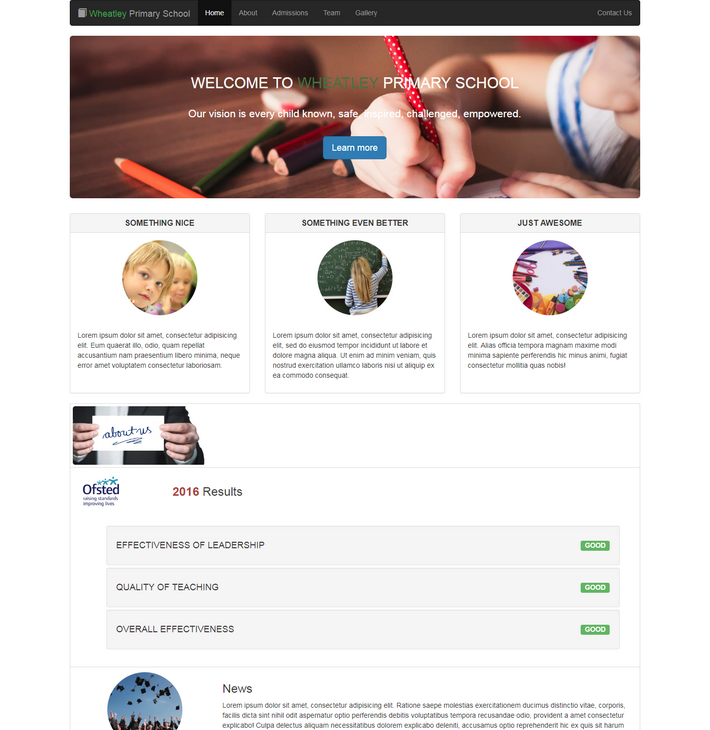 Wheatley Primary School Home About Admissions Team Gallery Contact Us
WELCOME TO WHEATLEY PRIMARY SCHOOL
Our vision is every child known, safe, inspired, challenged, empowered.
Learn more
SOMETHING NICE
Lorem ipsum dolor sit amet, consectetur adipisicing
elit. Eum quaerat illo, odio, quam repellat
accusantium nam praesentium libero minima, neque
error amet voluptatem consectetur laboriosam.
SOMETHING EVEN BETTER
Lorem ipsum dolor sit amet, consectetur adipisicing
elit, sed do eiusmod tempor incididunt ut labore et
dolore magna aliqua. Ut enim ad minim veniam, quis
nostrud exercitation ullamco laboris nisi ut aliquip ex
ea commodo consequat.
JUST AWESOME
Lorem ipsum dolor sit amet, consectetur adipisicing
elit. Alias officia tempora magnam maxime modi
minima sapiente perferendis hic minus animi, fugiat
consectetur mollitia quas nobis!
about us
Ofsted
raising standards
improving lives
2016 Results
EFFECTIVENESS OF LEADERSHIP GOOD
QUALITY OF TEACHING GOOD
OVERALL EFFECTIVENESS GOOD
News
Lorem ipsum dolor sit amet, consectetur adipisicing elit. Ratione saepe molestias exercitationem ducimus distinctio vitae, corporis,
facilis dicta sint nihil odit aspernatur optio perferendis debitis voluptatibus tempora recusandae odio, provident a amet consectetur
explicabo! Culpa delectus aliquam necessitatibus dolorem explicabo deleniti, accusamus optio reprehenderit hic ex quis sit harum